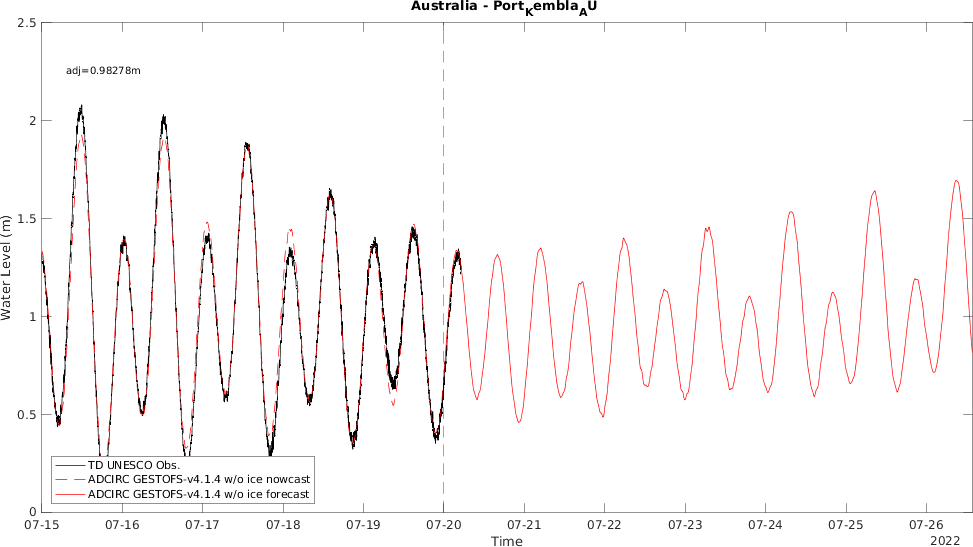 Australia - PortKemblaAU
2.5
adj=0.98278m
2
1.5
Water Level (m)
1
0.5
TD UNESCO Obs.
ADCIRC GESTOFS-v4.1.4 w/o ice nowcast
ADCIRC GESTOFS-v4.1.4 w/o ice forecast
0
07-15 07-16 07-17 07-18 07-19 07-20 07-21 07-22 07-23 07-24 07-25 07-26
Time
2022